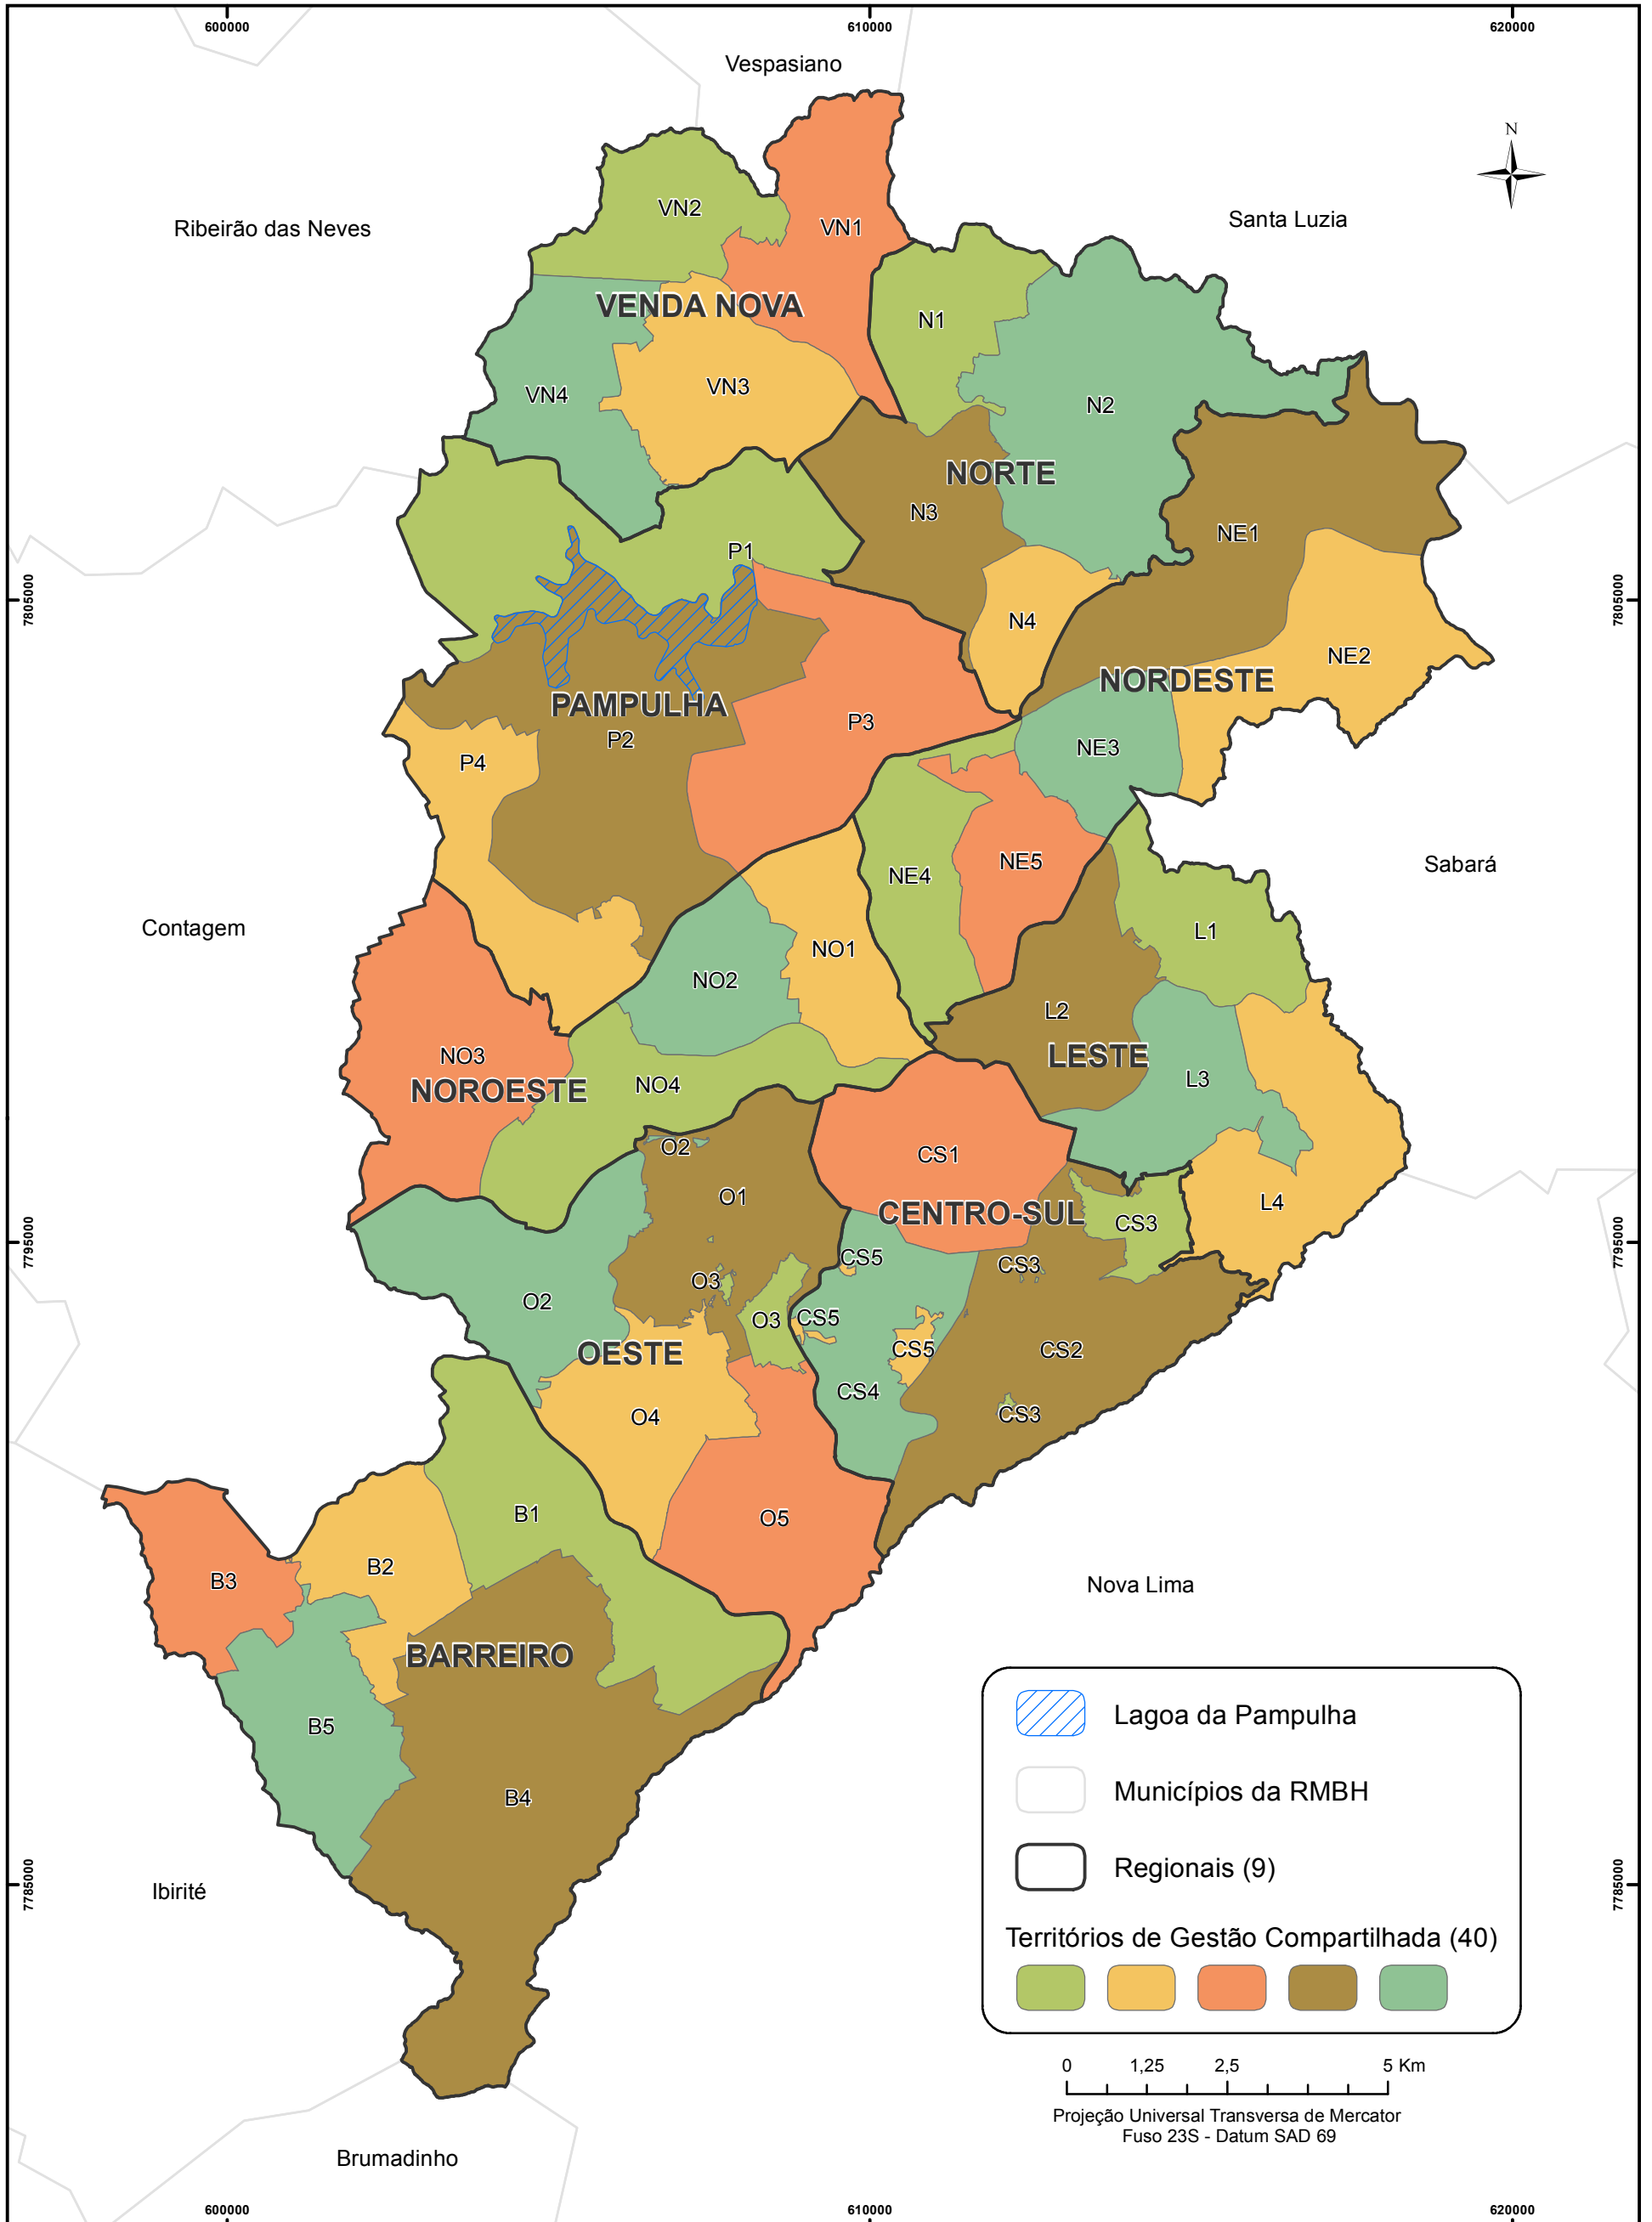 600000
610000
620000
Vespasiano
N
Ribeirão das Neves
Santa Luzia
VN2
VN1
VENDA NOVA
N1
VN3
VN4
N2
NORTE
N3
NE1
P1
7805000
7805000
N4
NE2
NORDESTE
PAMPULHA
P3
P2
NE3
P4
NE5
Sabará
NE4
Contagem
L1
NO1
NO2
L2
NO3
LESTE
L3
NOROESTE
NO4
O2
CS1
O1
L4
CENTRO-SUL
CS3
7795000
7795000
CS5
CS3
O3
O2
CS5
O3
CS5
CS2
OESTE
CS4
O4
CS3
B1
O5
B2
B3
Nova Lima
BARREIRO
B5
Lagoa da Pampulha
Municípios da RMBH
B4
Regionais (9)
7785000
7785000
Ibirité
Territórios de Gestão Compartilhada (40)
0 1,25 2,5 5 Km
Projeção Universal Transversa de Mercator
Fuso 23S - Datum SAD 69
Brumadinho
600000
610000
620000